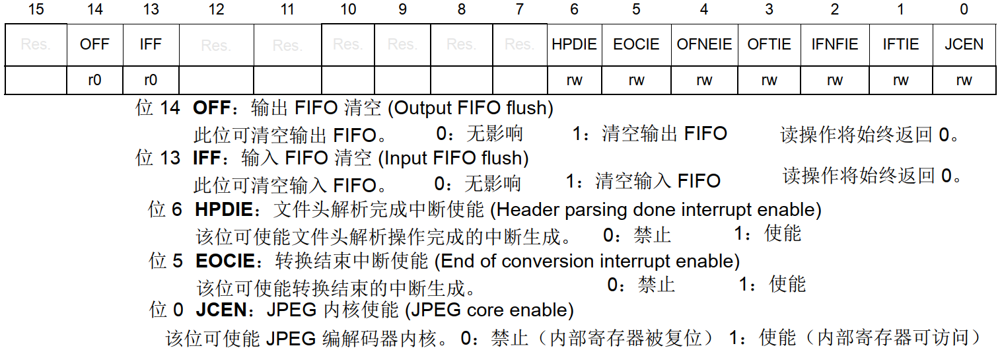 15 14 13 12 11 10 9 8 7 6 5 4 3 2 1 0
Res. OFF IFF Res. Res. Res. Res. Res. Res. HPDIE EOCIE OFNEIE OFTIE IFNFIE IFTIE JCEN
r0 r0 rw rw rw rw rw rw rw
位 14 OFF：输出 FIFO 清空 (Output FIFO flush)
此位可清空输出 FIFO。 0：无影响 1：清空输出 FIFO 读操作将始终返回 0。
位 13 IFF：输入 FIFO 清空 (Input FIFO flush)
此位可清空输入 FIFO。 0：无影响 1：清空输入 FIFO 读操作将始终返回 0。
位 6 HPDIE：文件头解析完成中断使能 (Header parsing done interrupt enable)
该位可使能文件头解析操作完成的中断生成。 0：禁止 1：使能
位 5 EOCIE：转换结束中断使能 (End of conversion interrupt enable)
该位可使能转换结束的中断生成。 0：禁止 1：使能
位 0 JCEN：JPEG 内核使能 (JPEG core enable)
该位可使能 JPEG 编解码器内核。 0：禁止（内部寄存器被复位） 1：使能（内部寄存器可访问）